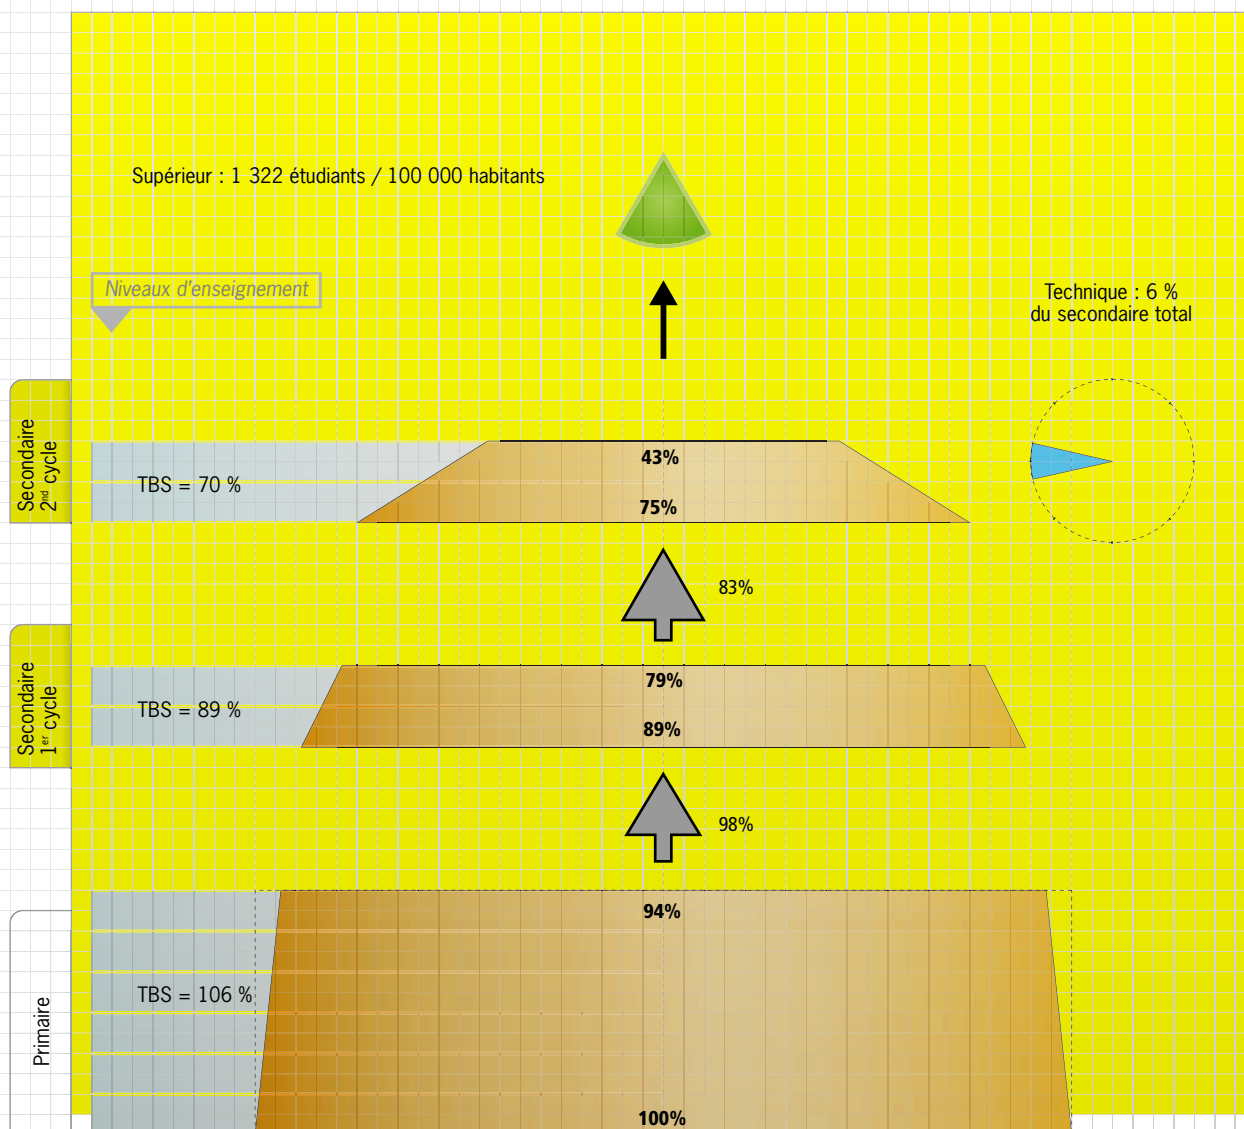 Supérieur : 1 322 étudiants / 100 000 habitants
Niveaux d'enseignement
Technique : 6 %
du secondaire total
Secondaire
2nd cycle
TBS = 70 %
43%
75%
83%
Secondaire
1er cycle
TBS = 89 %
79%
89%
98%
Primaire
TBS = 106 %
94%
100%